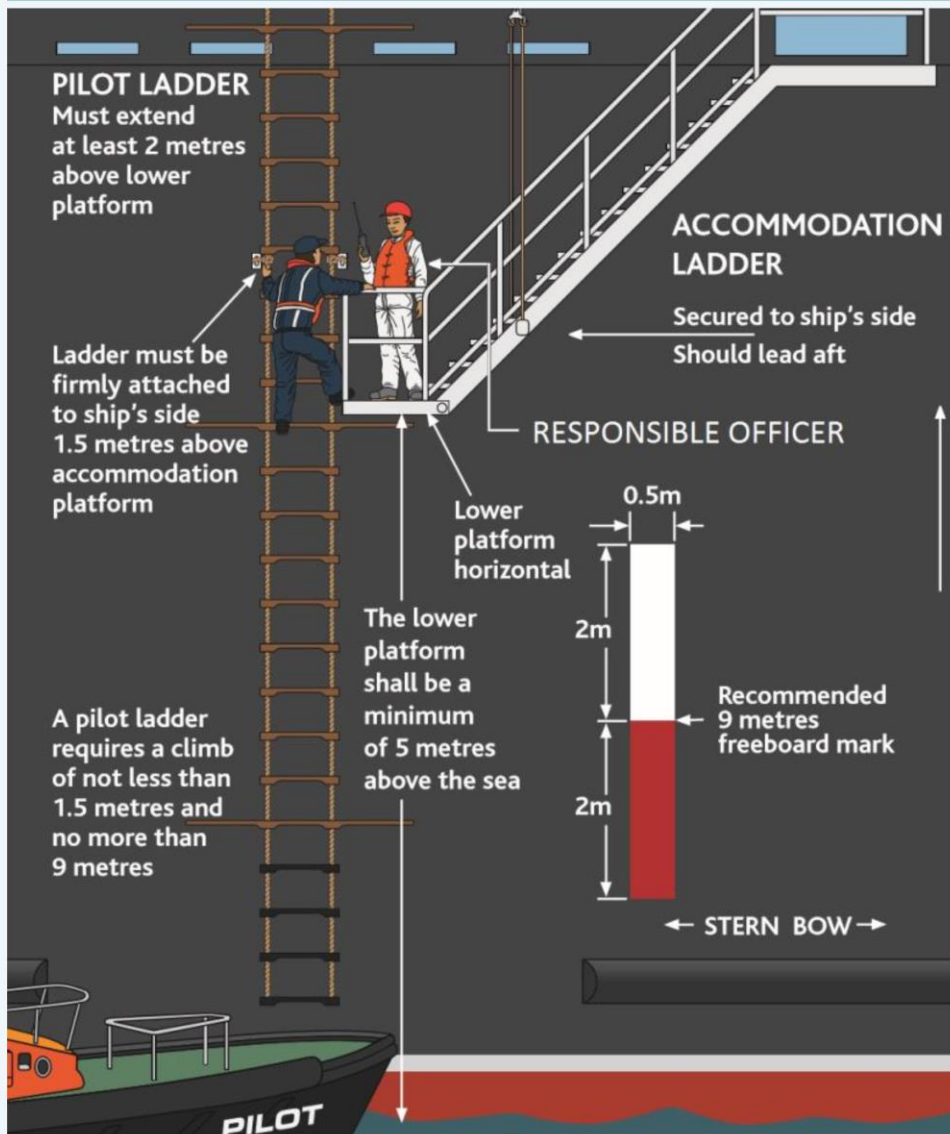 PILOT LADDER
Must extend
at least 2 metres
above lower
platform
ACCOMMODATION
LADDER
Secured to ship's side
Should lead aft
Ladder must be
firmly attached
to ship's side
1.5 metres above
accommodation
platform
RESPONSIBLE OFFICER
Lower
platform
horizontal
0.5m
2m
Recommended
9 metres
freeboard mark
2m
The lower
platform
shall be a
minimum
of 5 metres
above the sea
A pilot ladder
requires a climb
of not less than
1.5 metres and
no more than
9 metres
STERN BOW
PILOT